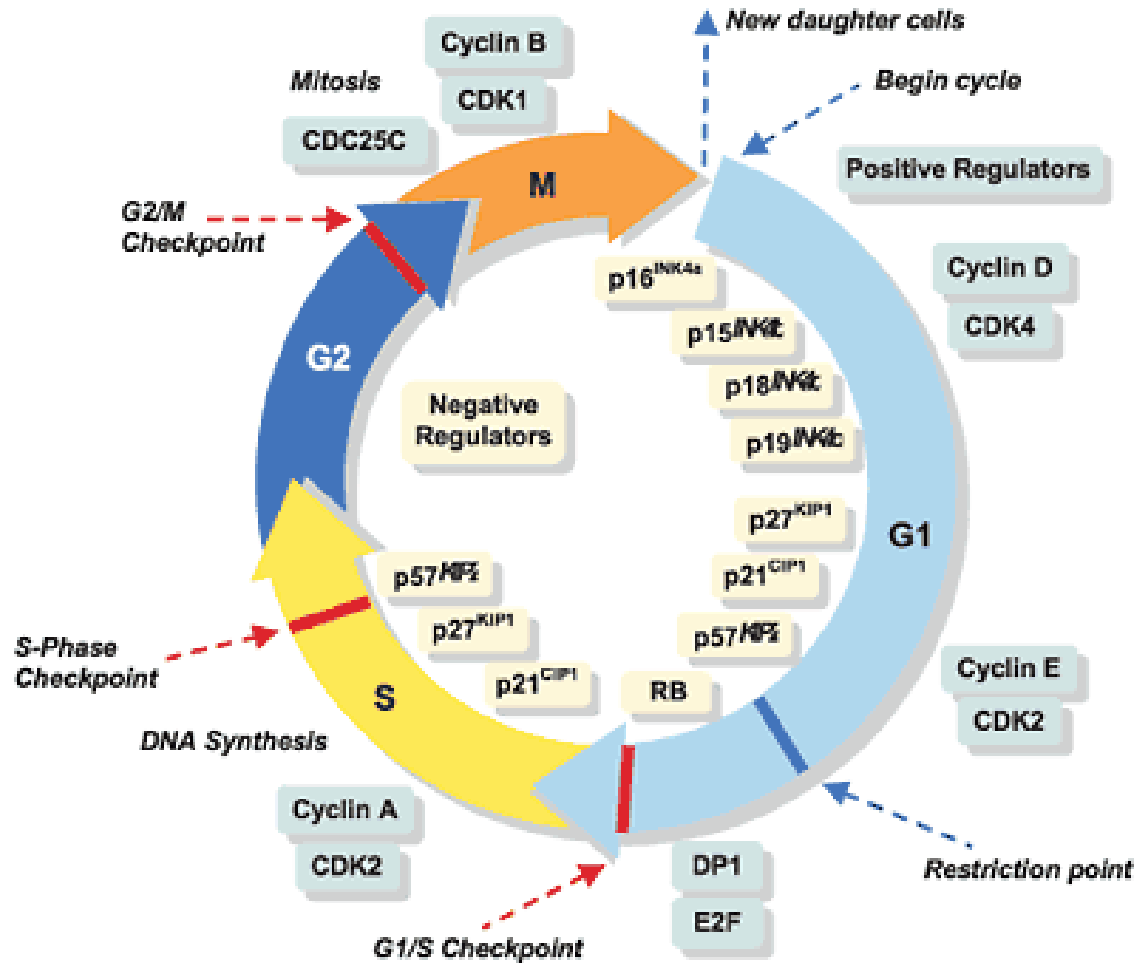 New daughter cells
Begin cycle
Cyclin B
CDK1
Mitosis
CDC25C
M
Positive Regulators
G2/M
Checkpoint
p16INK4a
Cyclin D
CDK4
p15
p18
p19
G2
Negative
Regulators
p27KIP1
G1
p21CIP1
p57
p57
p27KIP1
p21CIP1
RB
S-Phase
Checkpoint
S
Cyclin E
CDK2
DNA Synthesis
Cyclin A
CDK2
DP1
E2F
Restriction point
G1/S Checkpoint